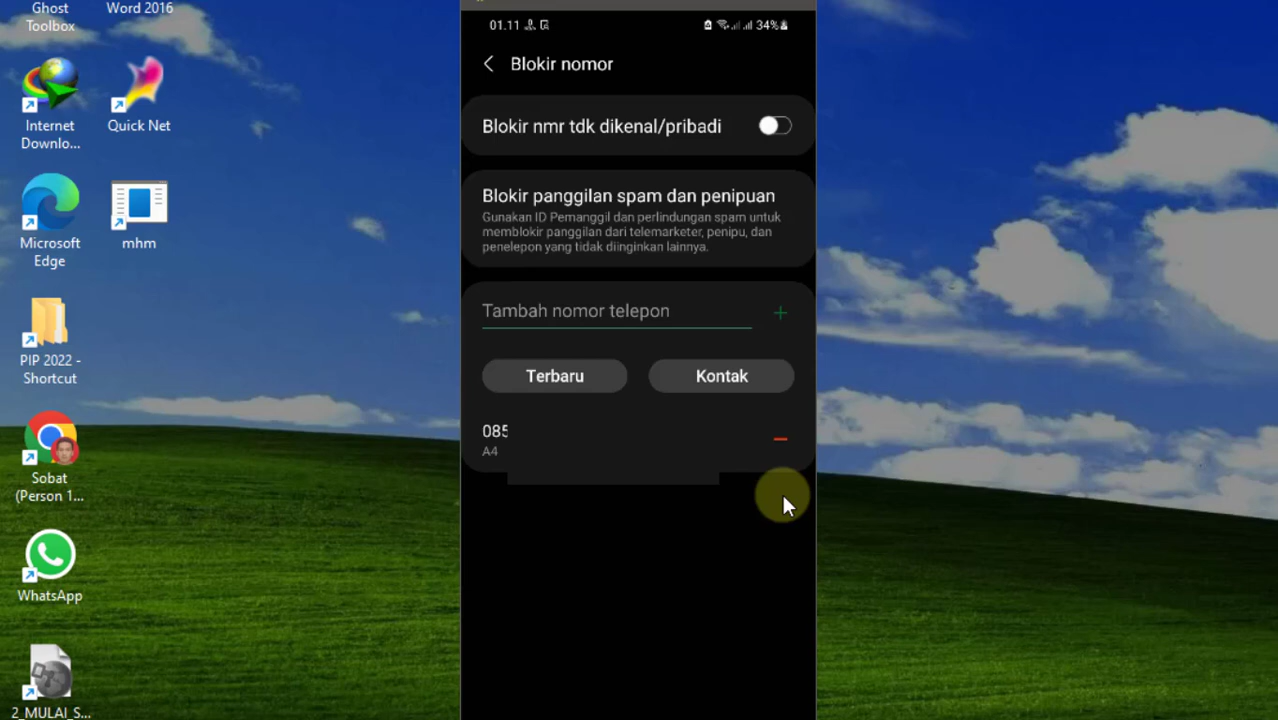 Ghost
Toolbox
Word 2016
Internet
Downlo...
Quick Net
Microsoft
Edge
mhm
PIP 2022 -
Shortcut
Sobat
(Person 1...
WhatsApp
2_MULAI_S...
01.11
34%
Blokir nomor
Blokir nmr tdk dikenal/pribadi
Blokir panggilan spam dan penipuan
Gunakan ID Pemanggil dan perlindungan spam untuk
memblokir panggilan dari telemarketer, penipu, dan
penelepon yang tidak diinginkan lainnya.
Tambah nomor telepon
Terbaru
Kontak
085
A4